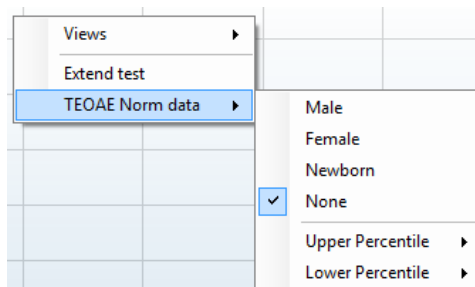 Views
Extend test
TEOAE Norm data
Male
Female
Newborn
None
Upper Percentile
Lower Percentile